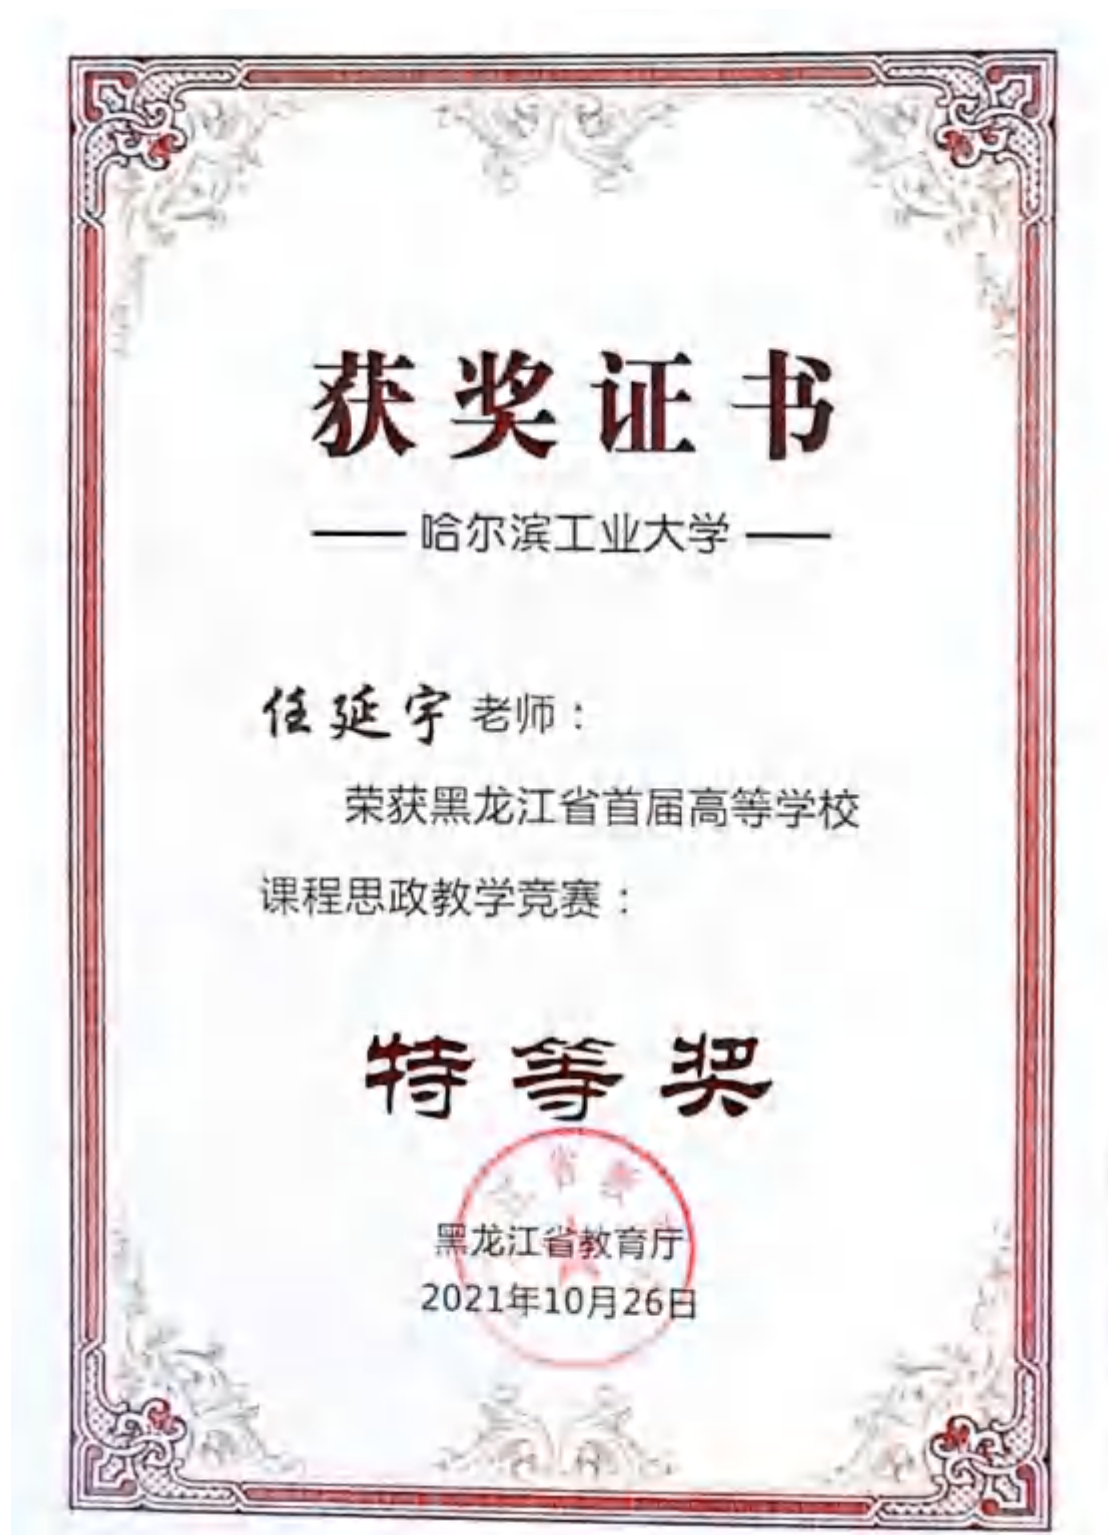 获奖证书
哈尔滨工业大学
任延宇 老师：
荣获黑龙江省首届高等学校
课程思政教学竞赛：
特等奖
黑龙江省教育厅
2021年10月26日